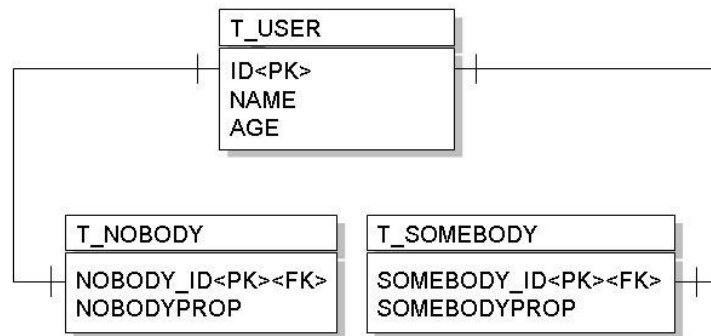 T_USER
ID<PK>
NAME
AGE
T_NOBODY
NOBODY_ID<PK><FK>
NOBODYPROP
T_SOMEBODY
SOMEBODY_ID<PK><FK>
SOMEBODYPROP